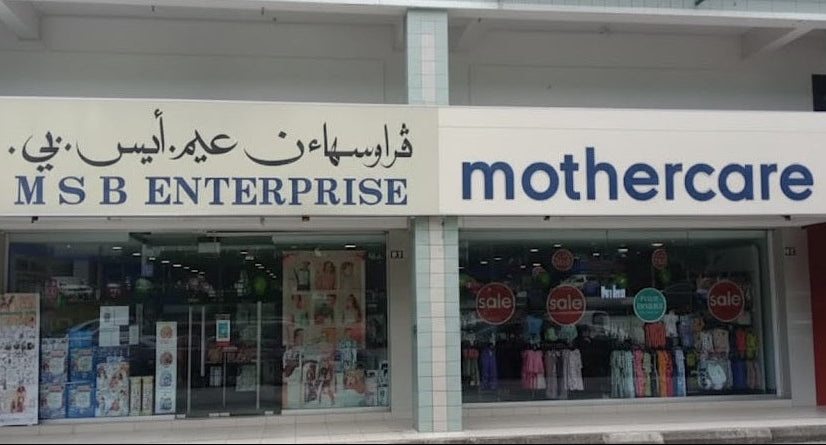 ڤراوسهاءن عيم.أيس.بي.
M S B ENTERPRISE
mothercare
sale
sale
sale